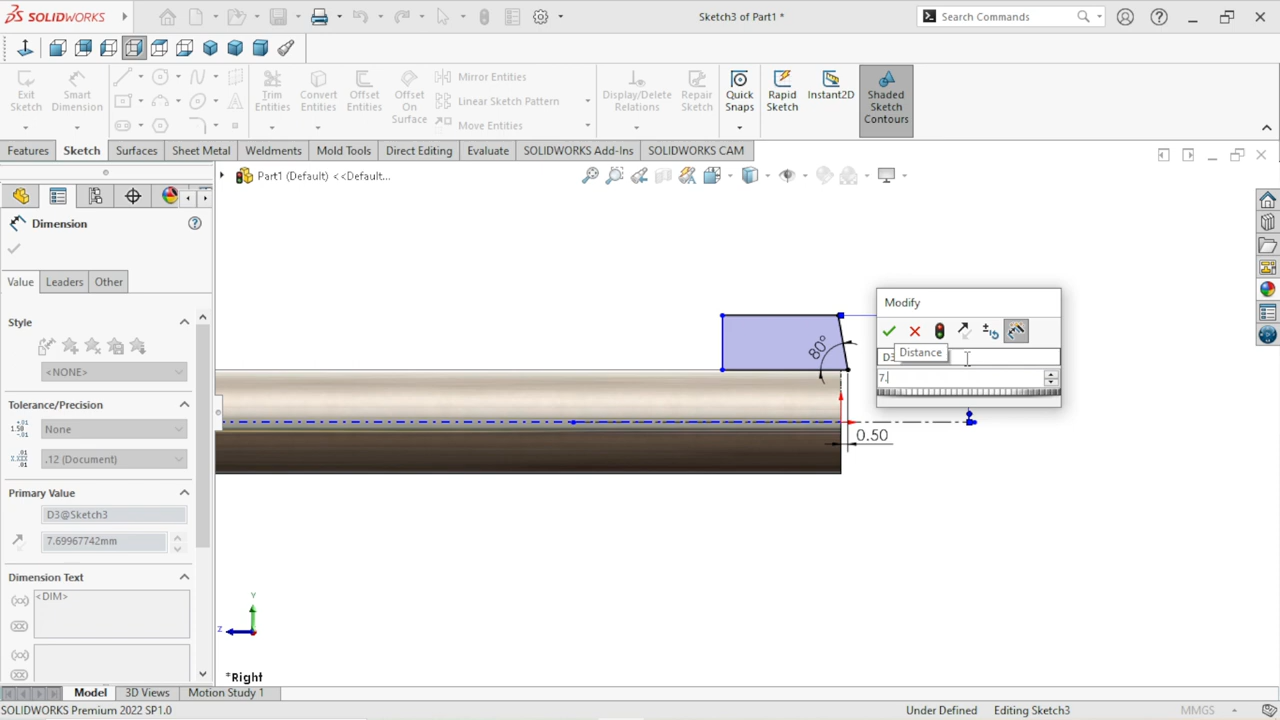 SOLIDWORKS
Sketch3 of Part1 *
Search Commands
Exit Sketch
Smart Dimension
Trim Entities
Convert Entities
Offset Entities
Offset On Surface
Mirror Entities
Linear Sketch Pattern
Move Entities
Display/Delete Relations
Repair Sketch
Quick Snaps
Rapid Sketch
Instant2D
Shaded Sketch Contours
Features
Sketch
Surfaces
Sheet Metal
Weldments
Mold Tools
Direct Editing
Evaluate
SOLIDWORKS Add-Ins
SOLIDWORKS CAM
Part1 (Default) <<Default...
Dimension
Value
Leaders
Other
Style
<NONE>
Tolerance/Precision
None
.12 (Document)
Primary Value
D3@Sketch3
7.69967742mm
Dimension Text
<DIM>
Modify
Distance
D3
7.
80°
0.50
Y
Z
*Right
Model
3D Views
Motion Study 1
SOLIDWORKS Premium 2022 SP1.0
Under Defined
Editing Sketch3
MMGS